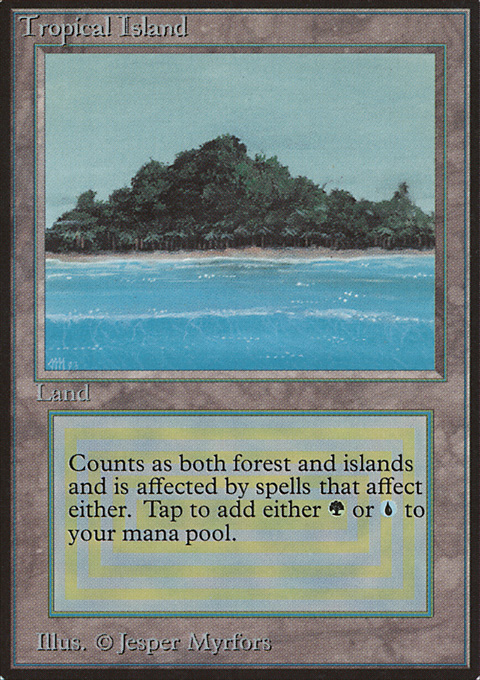 Tropical Island
Land
Counts as both forest and islands
and is affected by spells that affect
either. Tap to add either or to
your mana pool.
Illus. © Jesper Myrfors